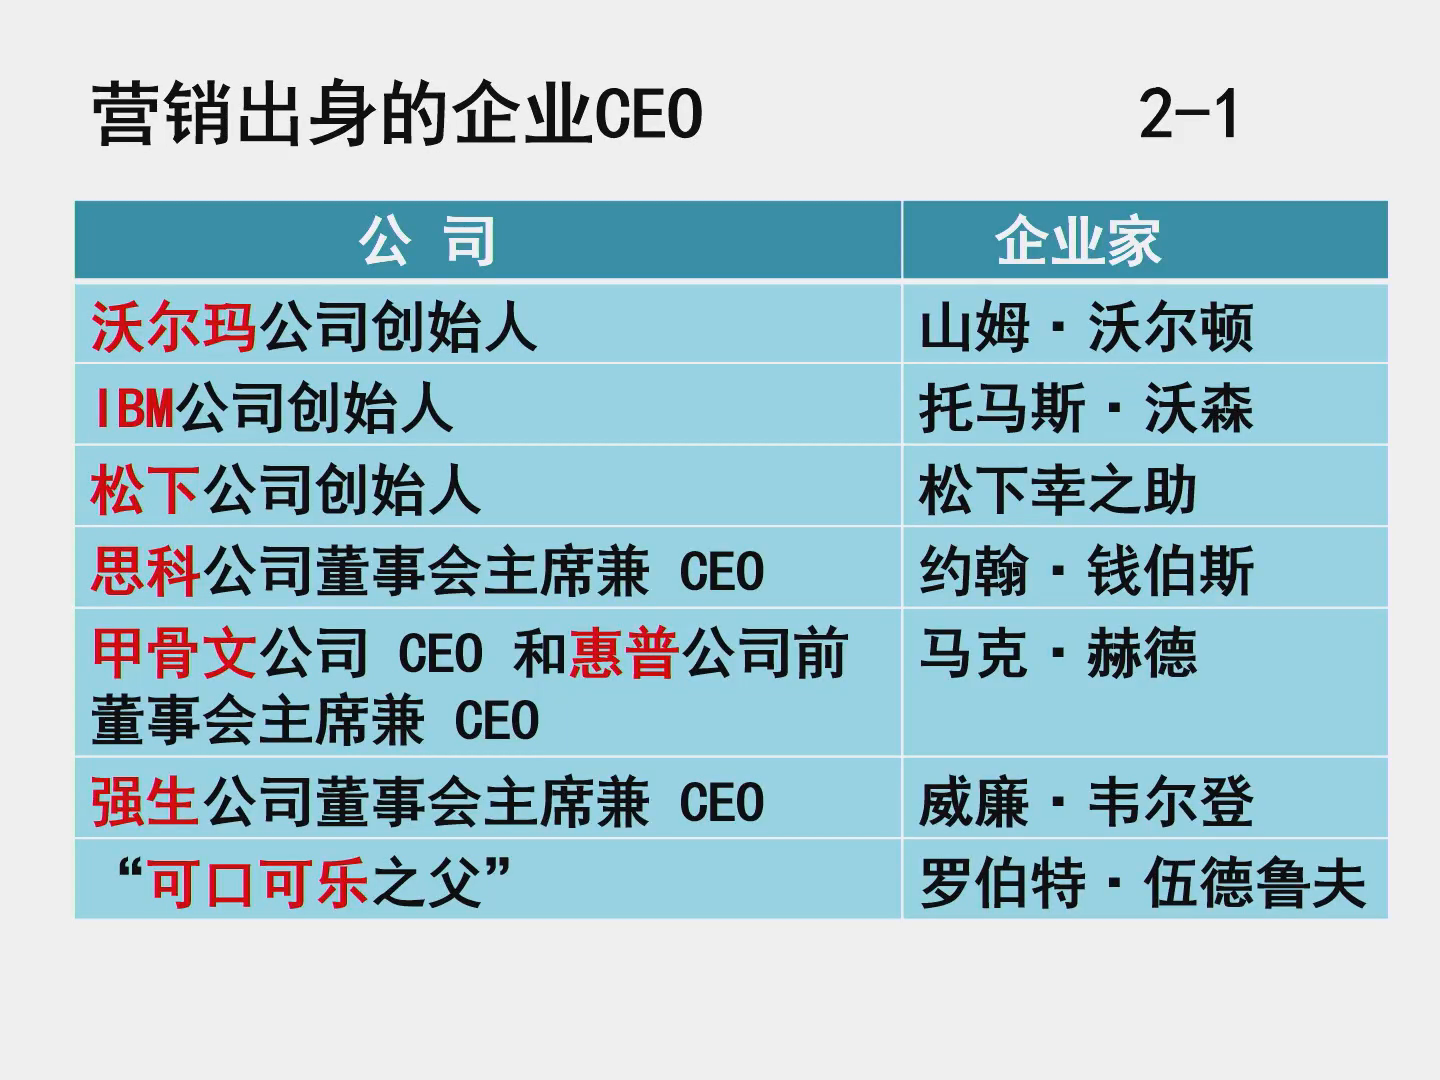 营销出身的企业CEO 2-1
公 司 企业家
沃尔玛公司创始人 山姆·沃尔顿
IBM公司创始人 托马斯·沃森
松下公司创始人 松下幸之助
思科公司董事会主席兼 CEO 约翰·钱伯斯
甲骨文公司 CEO 和惠普公司前 马克·赫德
董事会主席兼 CEO
强生公司董事会主席兼 CEO 威廉·韦尔登
“可口可乐之父” 罗伯特·伍德鲁夫